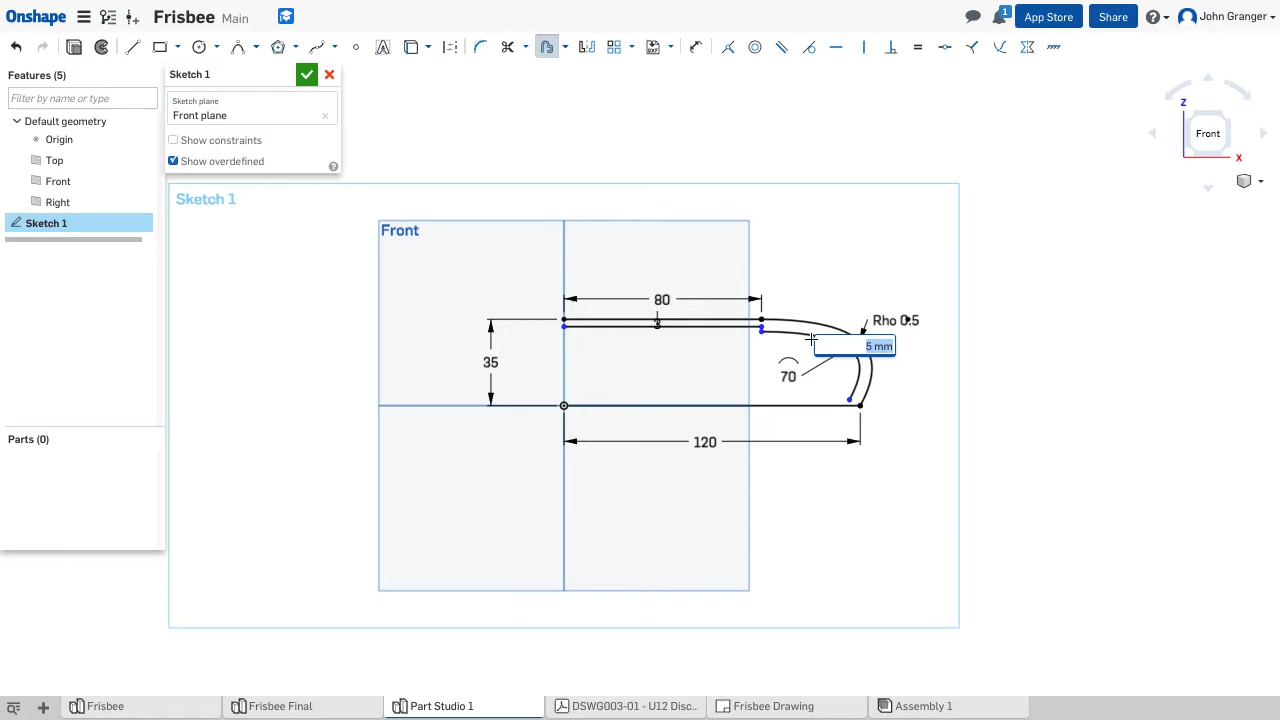 Onshape
Frisbee Main
1
App Store
Share
John Granger
Features (5)
Filter by name or type
Default geometry
Origin
Top
Front
Right
Sketch 1
Parts (0)
Sketch 1
Sketch plane
Front plane
Show constraints
Show overdefined
Sketch 1
Front
80
3
Rho 0.5
5 mm
35
70
120
Z
Front
X
Frisbee
Frisbee Final
Part Studio 1
DSWG003-01 - U12 Disc...
Frisbee Drawing
Assembly 1